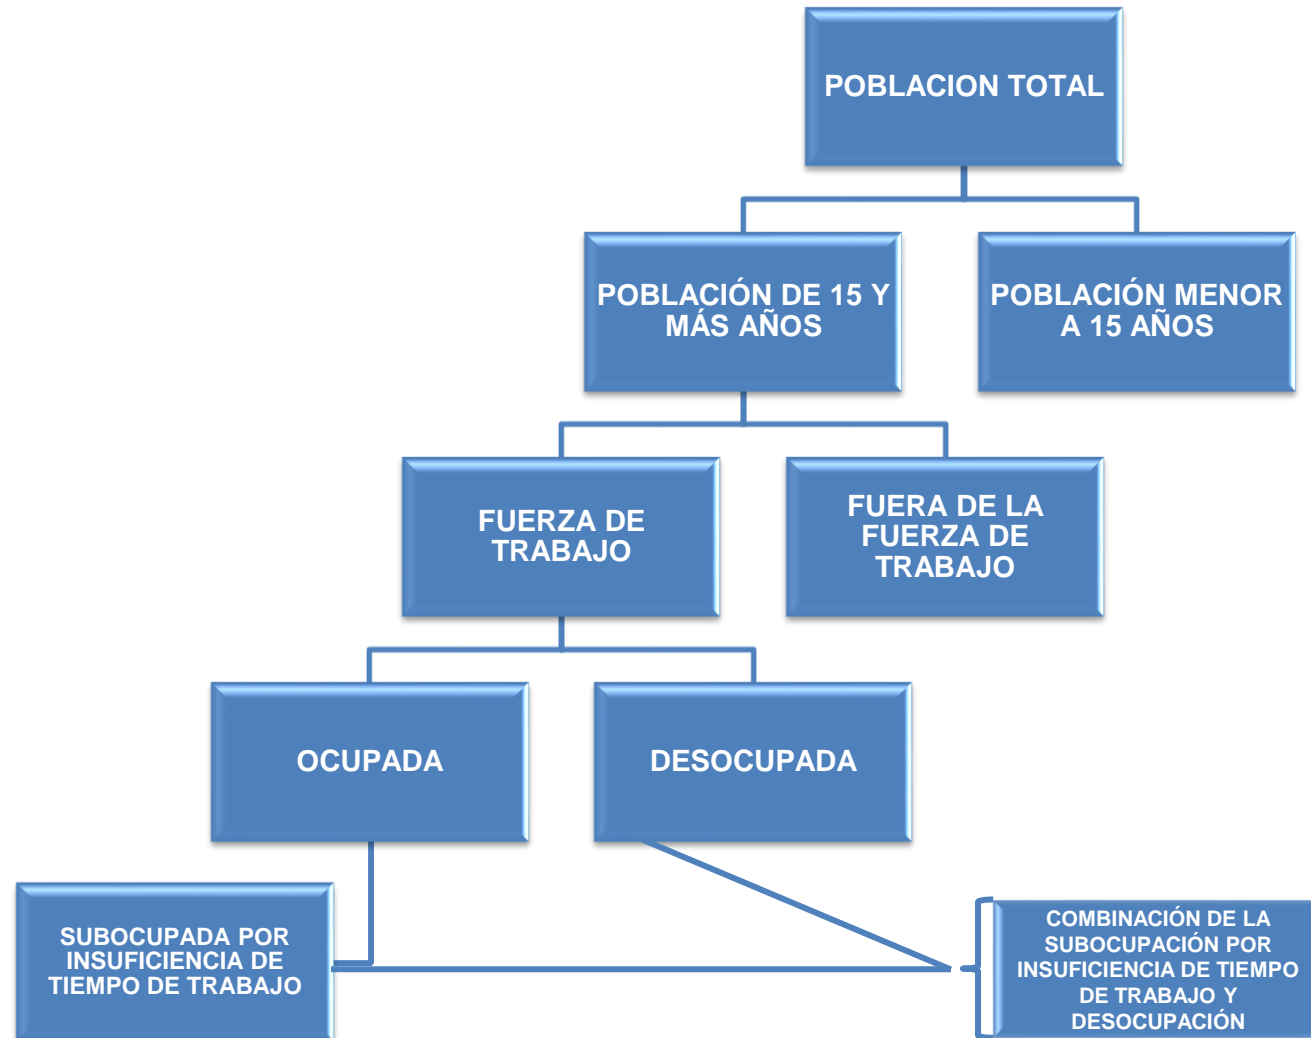 POBLACION TOTAL
POBLACIÓN DE 15 Y
MÁS AÑOS
POBLACIÓN MENOR
A 15 AÑOS
FUERZA DE
TRABAJO
FUERA DE LA
FUERZA DE
TRABAJO
OCUPADA
DESOCUPADA
SUBOCUPADA POR
INSUFICIENCIA DE
TIEMPO DE TRABAJO
COMBINACIÓN DE LA
SUBOCUPACIÓN POR
INSUFICIENCIA DE TIEMPO
DE TRABAJO Y
DESOCUPACIÓN